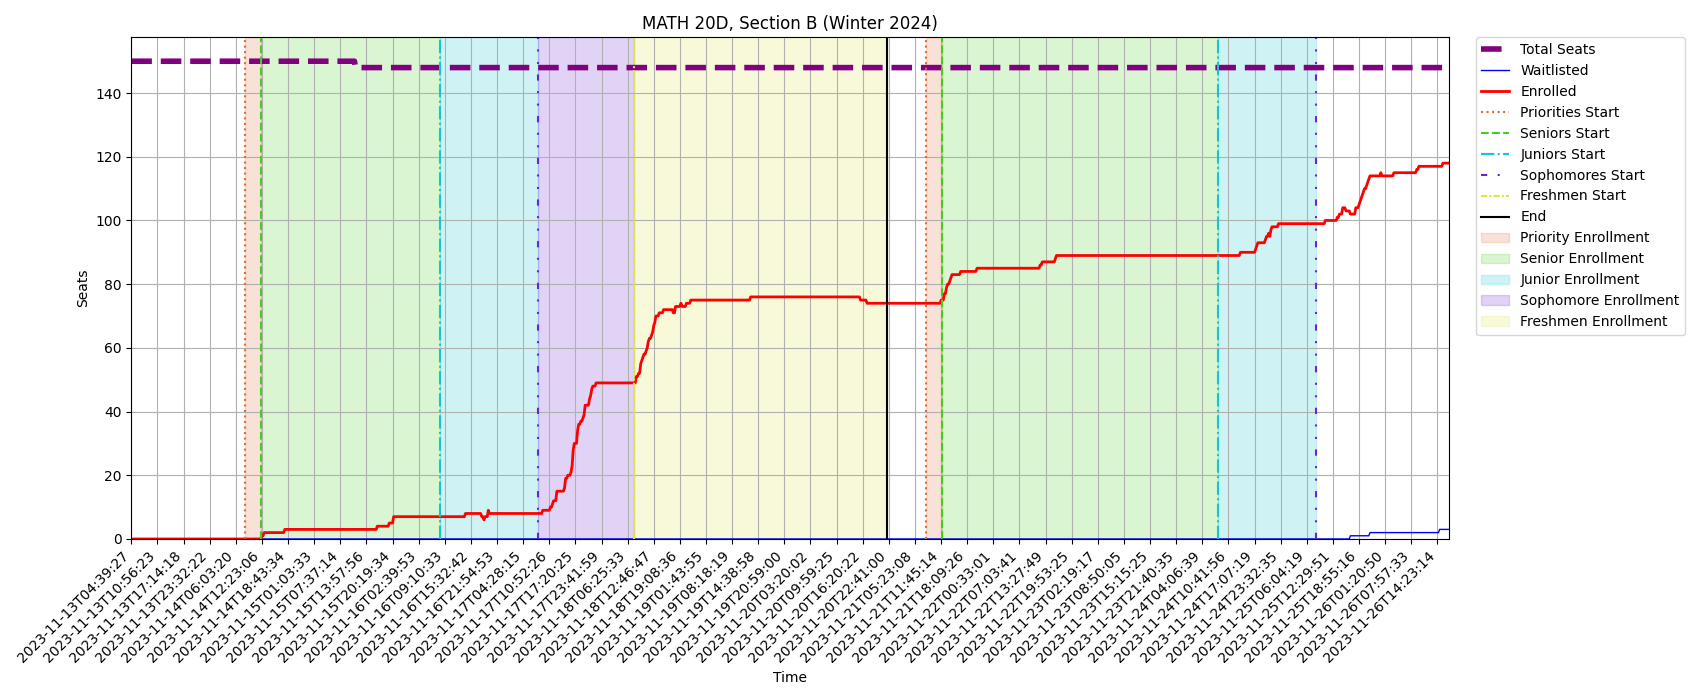 MATH 20D, Section B (Winter 2024)
Total Seats
Waitlisted
Enrolled
Priorities Start
Seniors Start
Juniors Start
Sophomores Start
Freshmen Start
End
Priority Enrollment
Senior Enrollment
Junior Enrollment
Sophomore Enrollment
Freshmen Enrollment
Seats
140
120
100
80
60
40
20
0
2023-11-13T04:39:27
2023-11-13T10:56:23
2023-11-13T17:14:18
2023-11-13T23:32:22
2023-11-14T06:03:20
2023-11-14T12:23:06
2023-11-14T18:43:34
2023-11-15T01:03:33
2023-11-15T07:37:14
2023-11-15T13:57:56
2023-11-15T20:19:34
2023-11-16T02:39:53
2023-11-16T09:10:33
2023-11-16T15:32:42
2023-11-16T21:54:53
2023-11-17T04:28:15
2023-11-17T10:52:26
2023-11-17T17:20:25
2023-11-17T23:41:59
2023-11-18T06:25:33
2023-11-18T12:46:47
2023-11-18T19:08:36
2023-11-19T01:43:55
2023-11-19T08:18:19
2023-11-19T14:38:58
2023-11-19T20:59:00
2023-11-20T03:20:02
2023-11-20T09:59:25
2023-11-20T16:20:22
2023-11-20T22:41:00
2023-11-21T05:23:08
2023-11-21T11:45:14
2023-11-21T18:09:26
2023-11-22T00:33:01
2023-11-22T07:03:41
2023-11-22T13:27:49
2023-11-22T19:53:25
2023-11-23T02:19:17
2023-11-23T08:50:05
2023-11-23T15:15:25
2023-11-23T21:40:35
2023-11-24T04:06:39
2023-11-24T10:41:56
2023-11-24T17:07:19
2023-11-24T23:32:35
2023-11-25T06:04:19
2023-11-25T12:29:51
2023-11-25T18:55:16
2023-11-26T01:20:50
2023-11-26T07:57:33
2023-11-26T14:23:14
Time